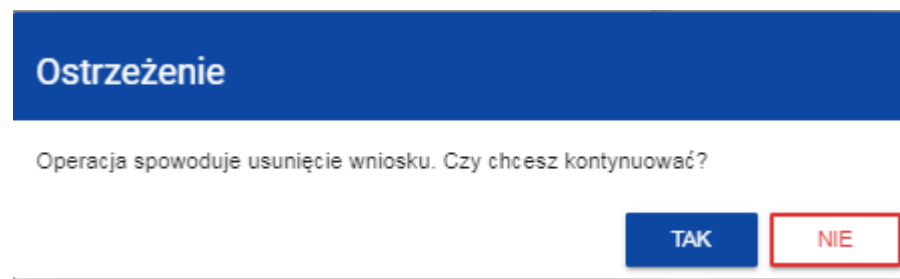 Ostrzeżenie
Operacja spowoduje usunięcie wniosku. Czy chcesz kontynuować?
TAK NIE